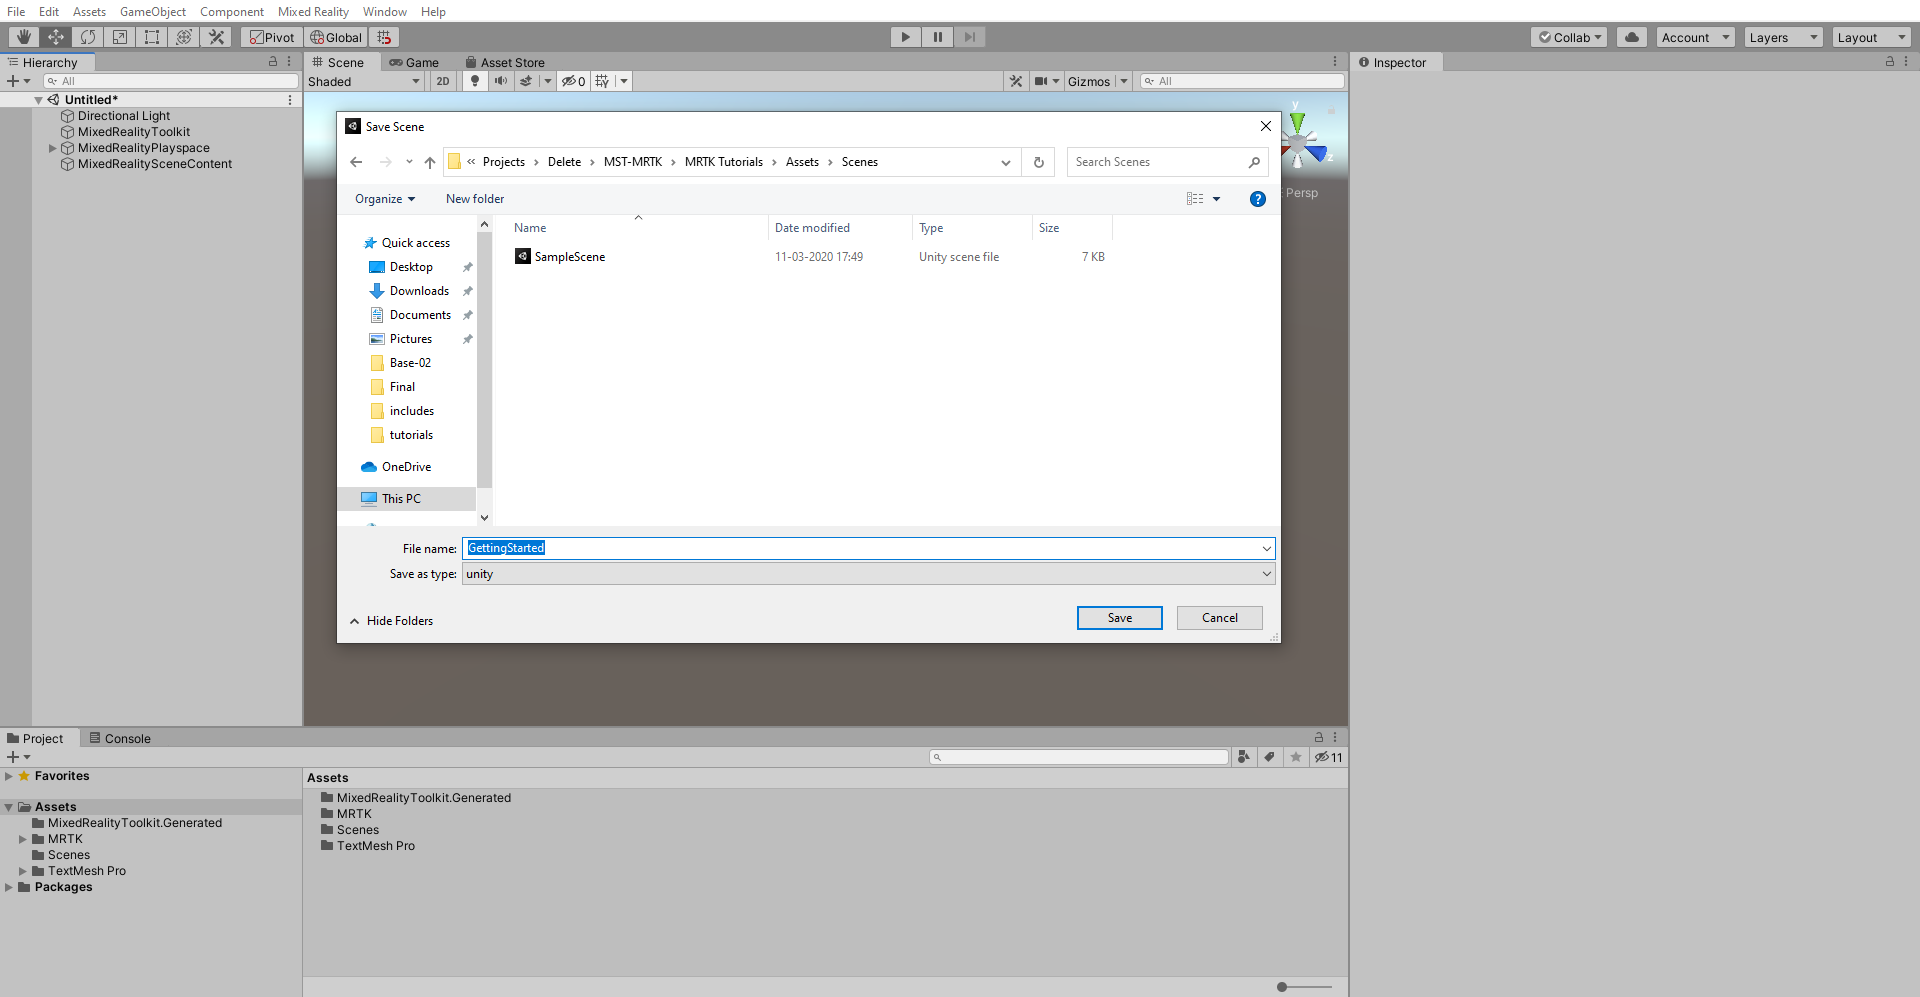 File Edit Assets GameObject Component Mixed Reality Window Help
Pivot Global Collab Account Layers Layout
Hierarchy
All
Untitled*
Directional Light
MixedRealityToolkit
MixedRealityPlayspace
MixedRealitySceneContent
Scene Game Asset Store
Shaded 2D 0 Gizmos All
y
z
Persp
Inspector
Save Scene
« Projects › Delete › MST-MRTK › MRTK Tutorials › Assets › Scenes
Search Scenes
Organize New folder
Quick access
Desktop
Downloads
Documents
Pictures
Base-02
Final
includes
tutorials
OneDrive
This PC
Name Date modified Type Size
SampleScene 11-03-2020 17:49 Unity scene file 7 KB
File name: GettingStarted
Save as type: unity
Hide Folders Save Cancel
Project Console
11
Favorites
Assets
MixedRealityToolkit.Generated
MRTK
Scenes
TextMesh Pro
Packages
Assets
MixedRealityToolkit.Generated
MRTK
Scenes
TextMesh Pro